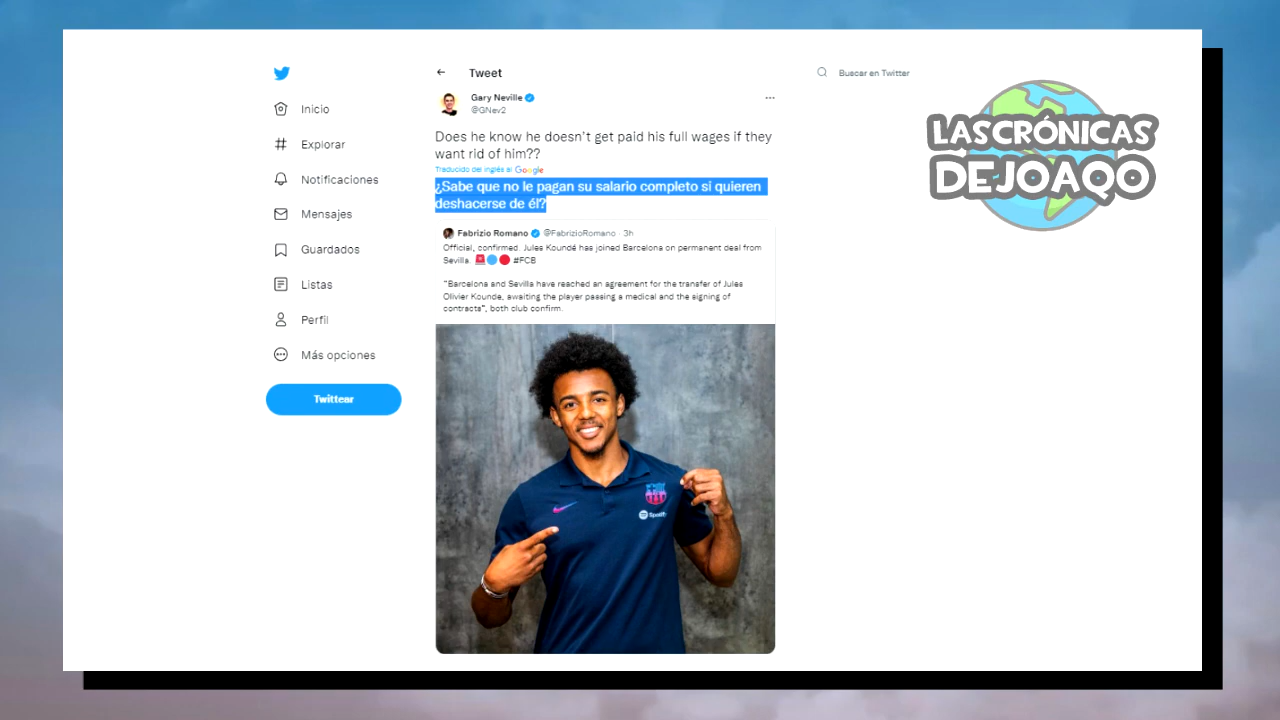 Tweet
Buscar en Twitter
Gary Neville
@GNev2
Inicio
Explorar
Notificaciones
Mensajes
Guardados
Listas
Perfil
Más opciones
Twittear
Does he know he doesn't get paid his full wages if they
want rid of him??
Traducido del inglés al Google
¿Sabe que no le pagan su salario completo si quieren
deshacerse de él?
Fabrizio Romano @FabrizioRomano · 3h
Official, confirmed. Jules Koundé has joined Barcelona on permanent deal from
Sevilla. 🚨🔵🔴 #FCB
"Barcelona and Sevilla have reached an agreement for the transfer of Jules
Olivier Kounde, awaiting the player passing a medical and the signing of
contracts", both club confirm.
Spotify
LAS CRÓNICAS
DE JOAQO